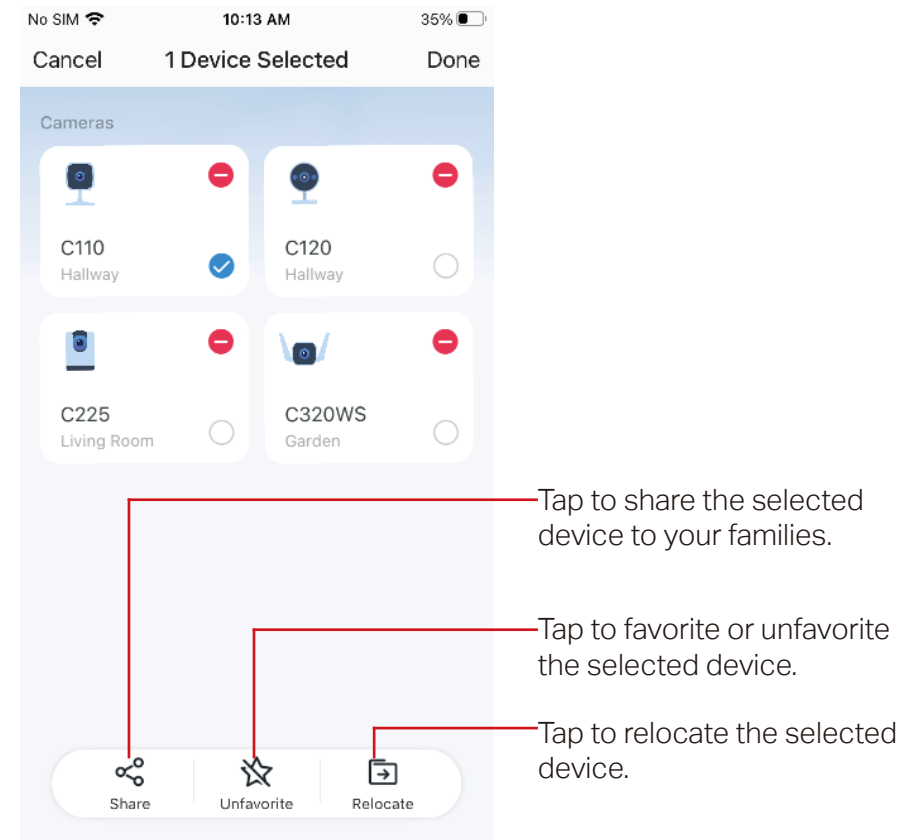 No SIM 10:13 AM 35%
Cancel 1 Device Selected Done
Cameras
C110
Hallway
C120
Hallway
C225
Living Room
C320WS
Garden
Tap to share the selected
device to your families.
Tap to favorite or unfavorite
the selected device.
Tap to relocate the selected
device.
Share Unfavorite Relocate